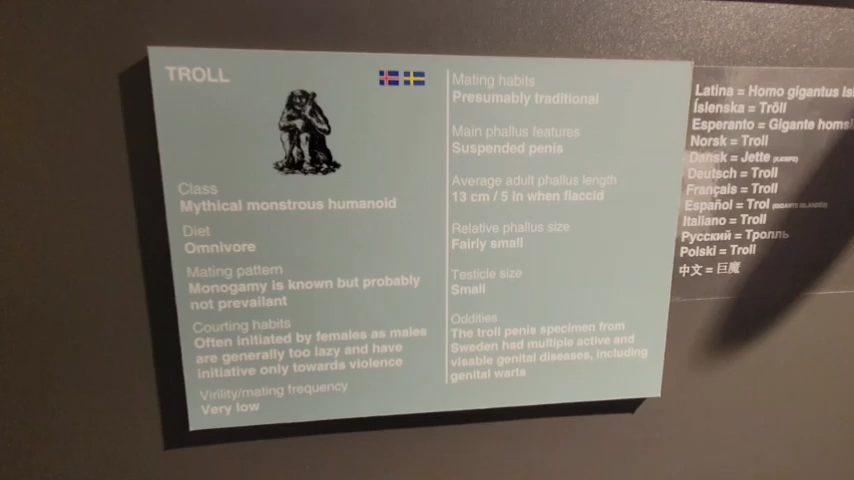 TROLL
Class
Mythical monstrous humanoid
Diet
Omnivore
Mating pattern
Monogamy is known but probably
not prevailant
Courting habits
Often initiated by females as males
are generally too lazy and have
initiative only towards violence
Virility/mating frequency
Very low
Mating habits
Presumably traditional
Main phallus features
Suspended penis
Average adult phallus length
13 cm / 5 in when flaccid
Relative phallus size
Fairly small
Testicle size
Small
Oddities
The troll penis specimen from
Sweden had multiple active and
visable genital diseases, including
genital warts
Latina = Homo gigantus
Íslenska = Tröll
Esperanto = Gigante
Norsk = Troll
Dansk = Jette
Deutsch = Troll
Français = Troll
Español = Trol (GIGANTE ISLANDÉS)
Italiano = Troll
Русский = Тролль
Polski = Troll
中文 = 巨魔